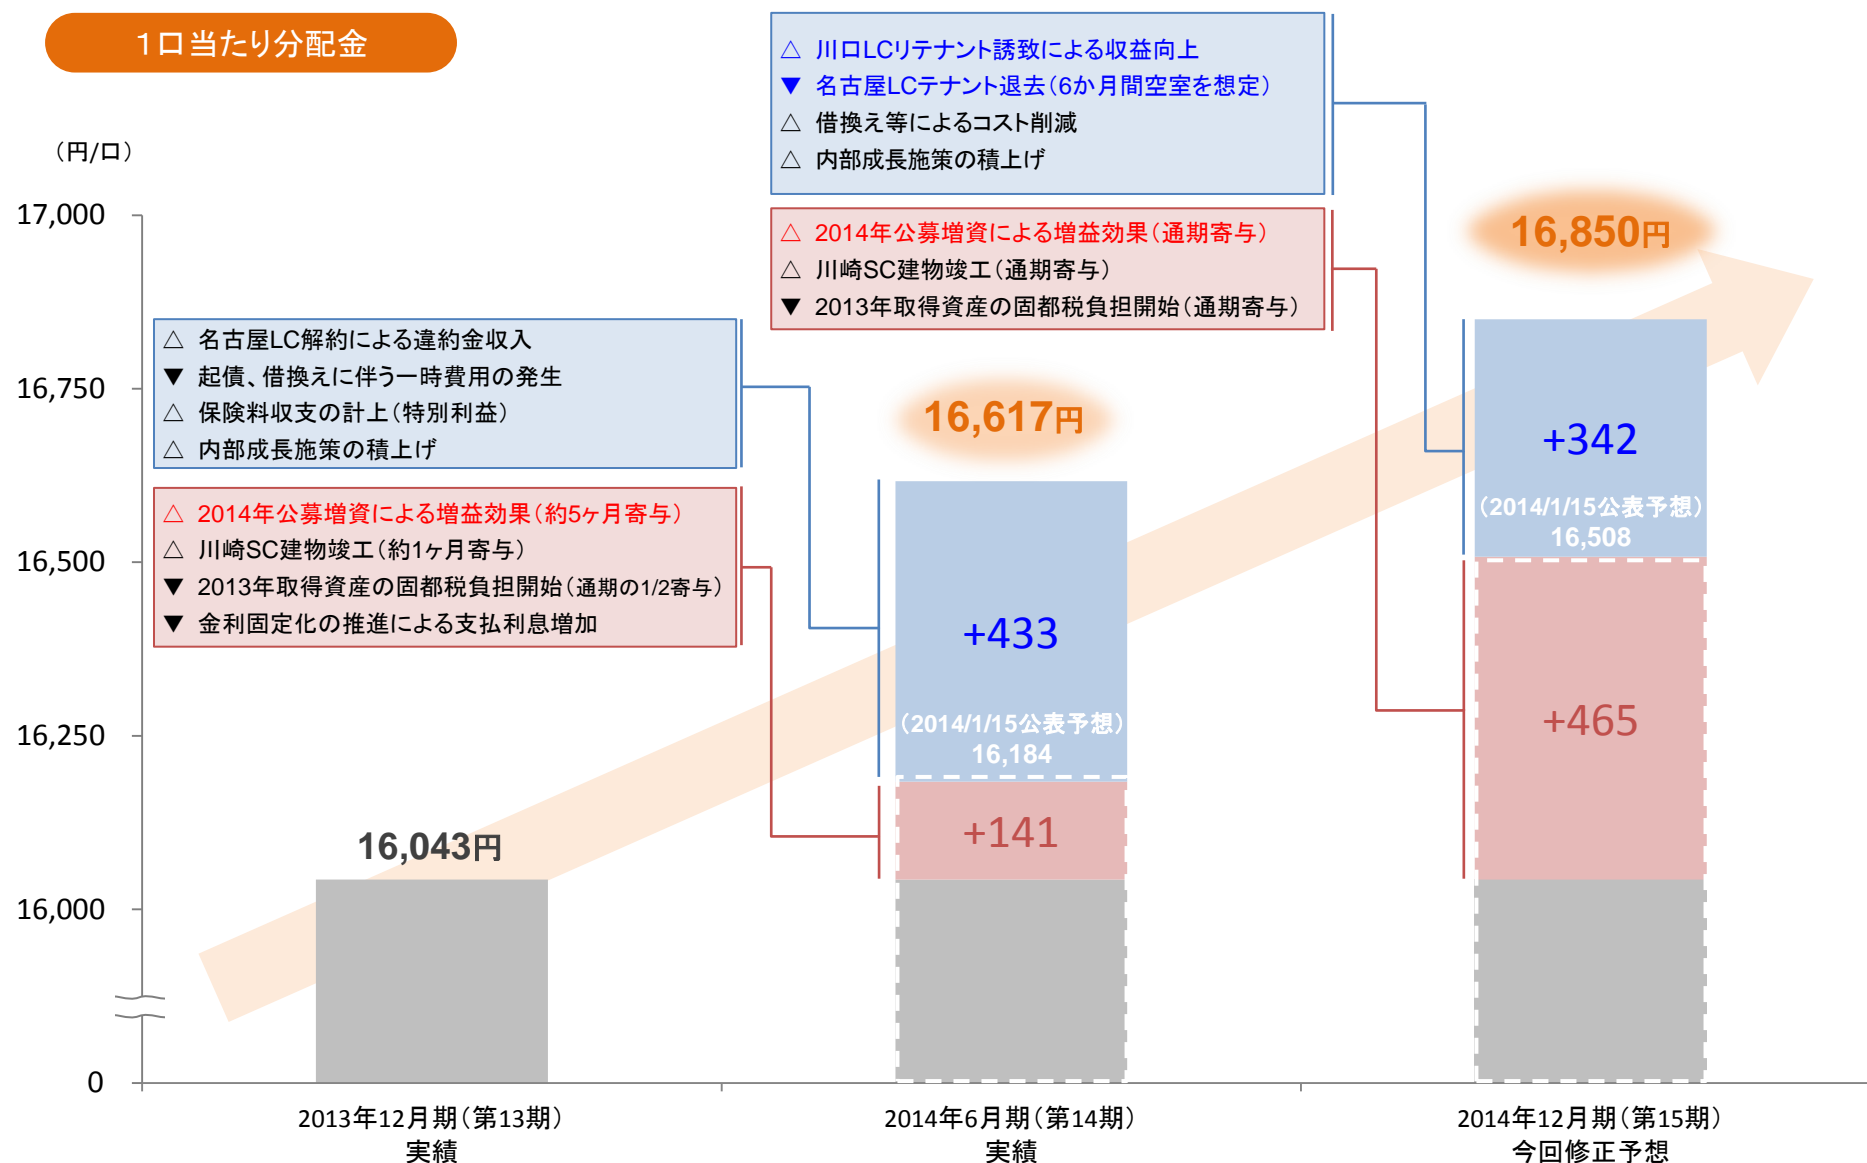 1口当たり分配金
(円/口)
17,000
16,750
16,500
16,250
16,000
0
△ 川口LCリテナント誘致による収益向上
▼ 名古屋LCテナント退去(6か月間空室を想定)
△ 借換え等によるコスト削減
△ 内部成長施策の積上げ
△ 2014年公募増資による増益効果(通期寄与)
△ 川崎SC建物竣工(通期寄与)
▼ 2013年取得資産の固都税負担開始(通期寄与)
△ 名古屋LC解約による違約金収入
▼ 起債、借換えに伴う一時費用の発生
△ 保険料収支の計上(特別利益)
△ 内部成長施策の積上げ
△ 2014年公募増資による増益効果(約5ヶ月寄与)
△ 川崎SC建物竣工(約1ヶ月寄与)
▼ 2013年取得資産の固都税負担開始(通期の1/2寄与)
▼ 金利固定化の推進による支払利息増加
16,043円
16,617円
+433
(2014/1/15公表予想)
16,184
+141
16,850円
+342
(2014/1/15公表予想)
16,508
+465
2013年12月期(第13期)
実績
2014年6月期(第14期)
実績
2014年12月期(第15期)
今回修正予想